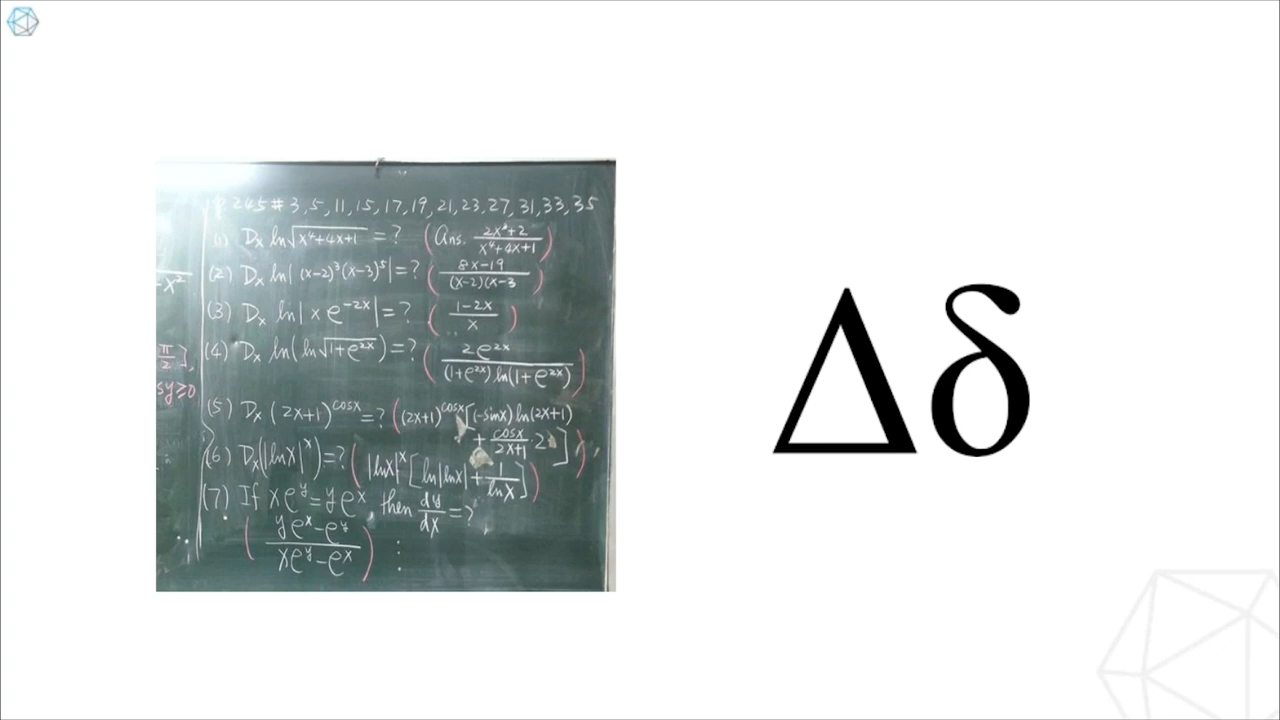 P 245 # 3, 5, 11, 15, 17, 19, 21, 23, 27, 31, 33, 35
(1) Dₓ ln√(x⁴+4x+1) = ? (Ans. (2x³+2)/(x⁴+4x+1))
(2) Dₓ ln|(x-2)³(x-3)⁵| = ? ((8x-19)/((x-2)(x-3)
(3) Dₓ ln|x e^(-2x)| = ? ((1-2x)/x)
(4) Dₓ ln(ln√(1+e^(2x))) = ? (2e^(2x)/((1+e^(2x)) ln(1+e^(2x))))
(5) Dₓ (2x+1)^(cosx) = ? ((2x+1)^(cosx) [(-sinx) ln(2x+1)
+ cosx/(2x+1) · 2])
(6) Dₓ(|lnx|^x) = ? (|lnx|^x [ln|lnx| + 1/lnx])
(7) If xe^y = ye^x, then dy/dx = ?
((ye^x - e^y)/(xe^y - e^x)) ⋮
-x²
π/2],
sy≥0
Δδ